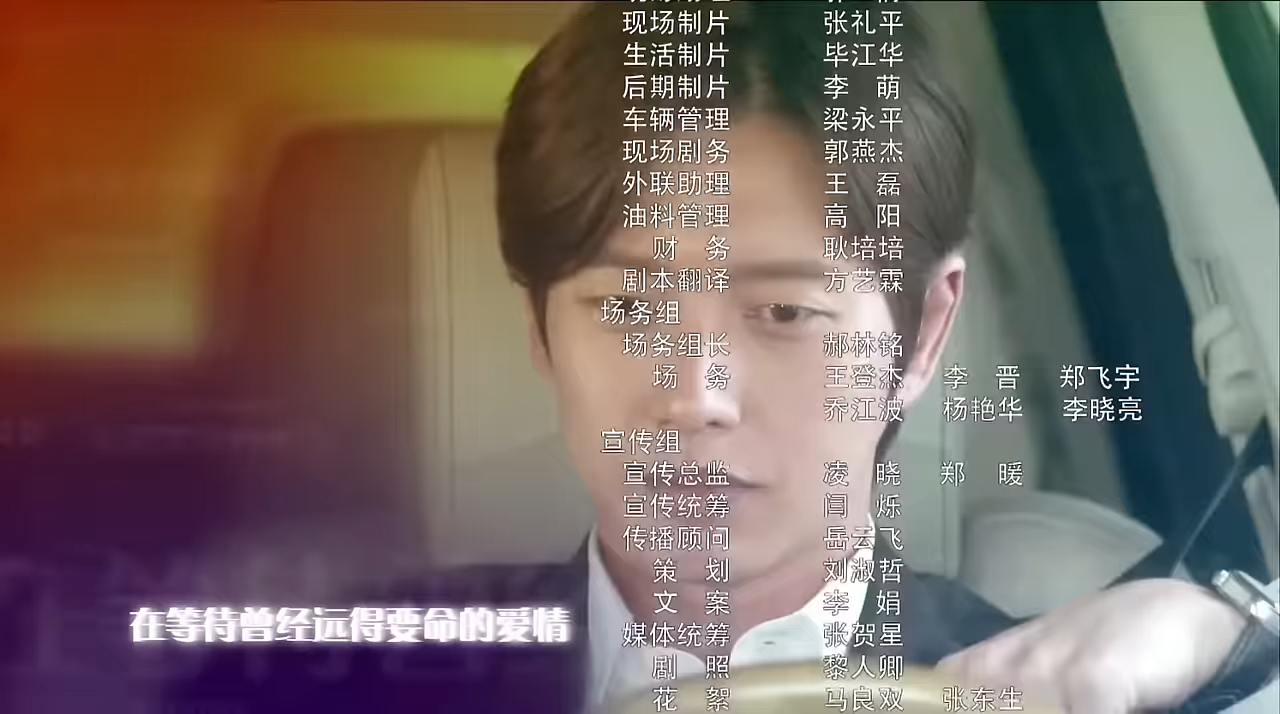 现场制片 张礼平
生活制片 毕江华
后期制片 李 萌
车辆管理 梁永平
现场剧务 郭燕杰
外联助理 王 磊
油料管理 高 阳
财 务 耿培培
剧本翻译 方艺霖
场务组
场务组长 郝林铭
场 务 王登杰 李 晋 郑飞宇
乔江波 杨艳华 李晓亮
宣传组
宣传总监 凌 晓 郑 暖
宣传统筹 闫 烁
传播顾问 岳云飞
策 划 刘淑哲
文 案 李 娟
媒体统筹 张贺星
剧 照 黎人卿
花 絮 马良双 张东生
在等待曾经远得要命的爱情